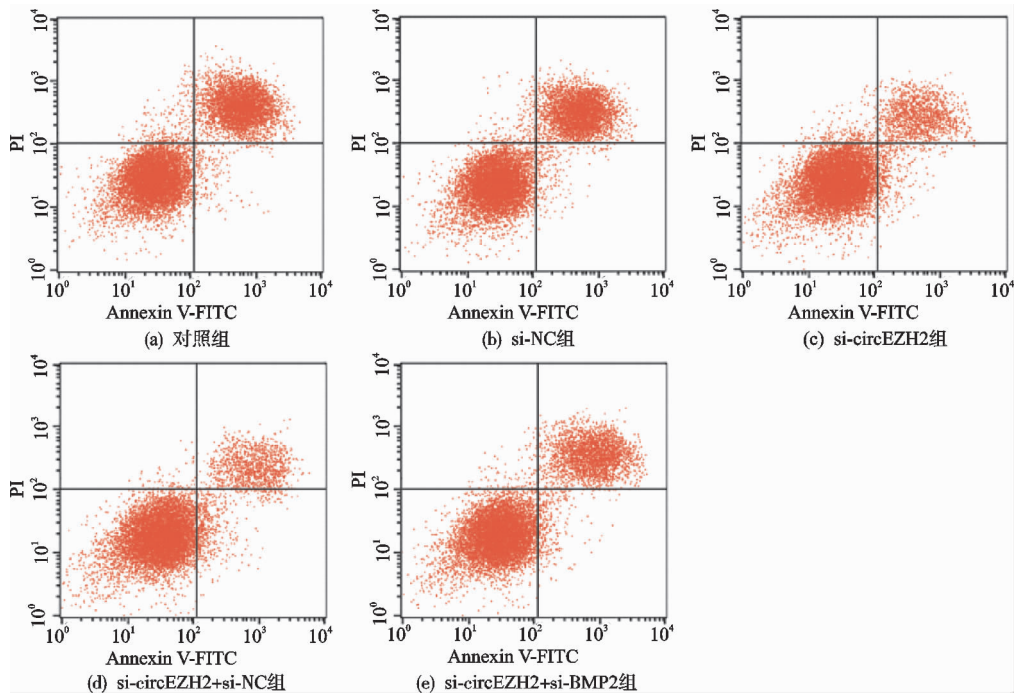 10⁴
10³
10²
10¹
10⁰
PI
10⁰ 10¹ 10² 10³ 10⁴
Annexin V-FITC
(a) 对照组
10⁴
10³
10²
10¹
10⁰
PI
10⁰ 10¹ 10² 10³ 10⁴
Annexin V-FITC
(b) si-NC组
10⁴
10³
10²
10¹
10⁰
PI
10⁰ 10¹ 10² 10³ 10⁴
Annexin V-FITC
(c) si-circEZH2组
10⁴
10³
10²
10¹
10⁰
PI
10⁰ 10¹ 10² 10³ 10⁴
Annexin V-FITC
(d) si-circEZH2+si-NC组
10⁴
10³
10²
10¹
10⁰
PI
10⁰ 10¹ 10² 10³ 10⁴
Annexin V-FITC
(e) si-circEZH2+si-BMP2组